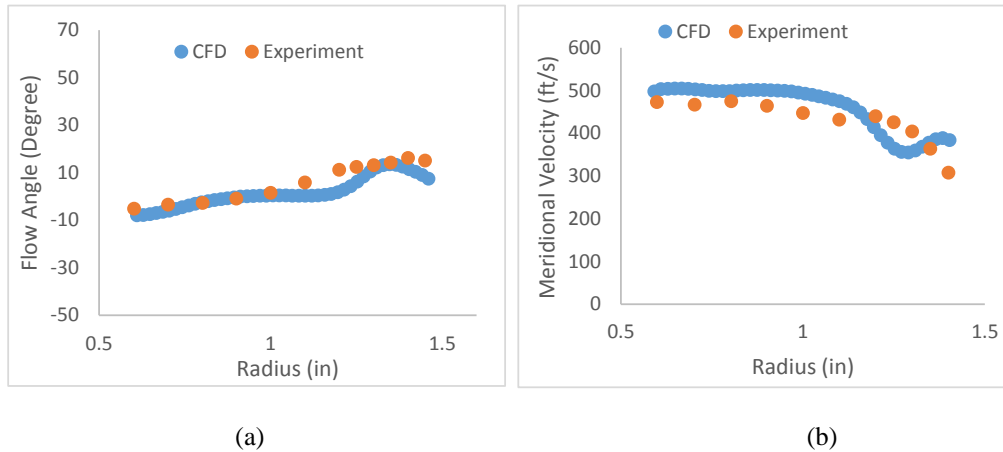 70
50
30
10
-10
-30
-50
0.5 1 1.5
Flow Angle (Degree)
Radius (in)
CFD Experiment
(a)
CFD Experiment
600
500
400
300
200
100
0
0.5 1 1.5
Meridional Velocity (ft/s)
Radius (in)
(b)